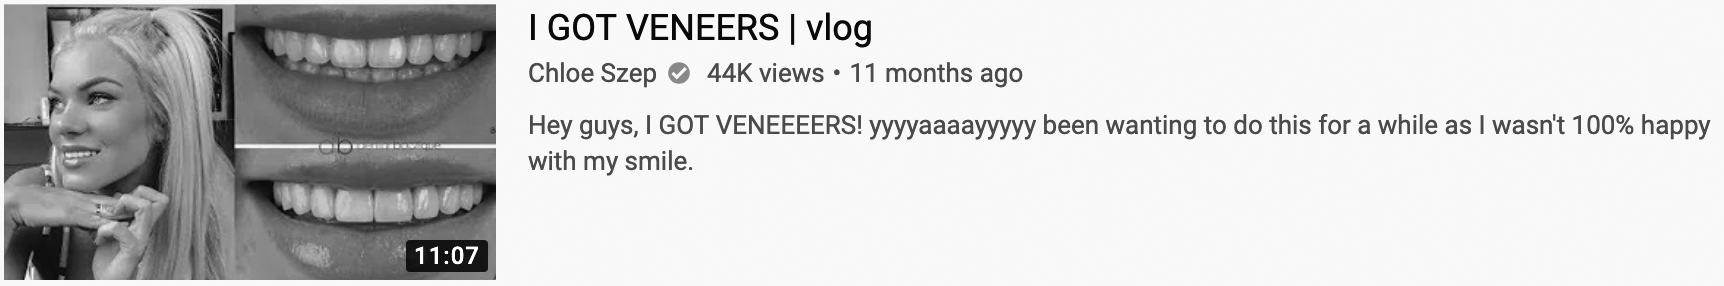 I GOT VENEERS | vlog
Chloe Szep 44K views • 11 months ago
Hey guys, I GOT VENEEEERS! yyyyaaaayyyyy been wanting to do this for a while as I wasn't 100% happy
with my smile.
11:07